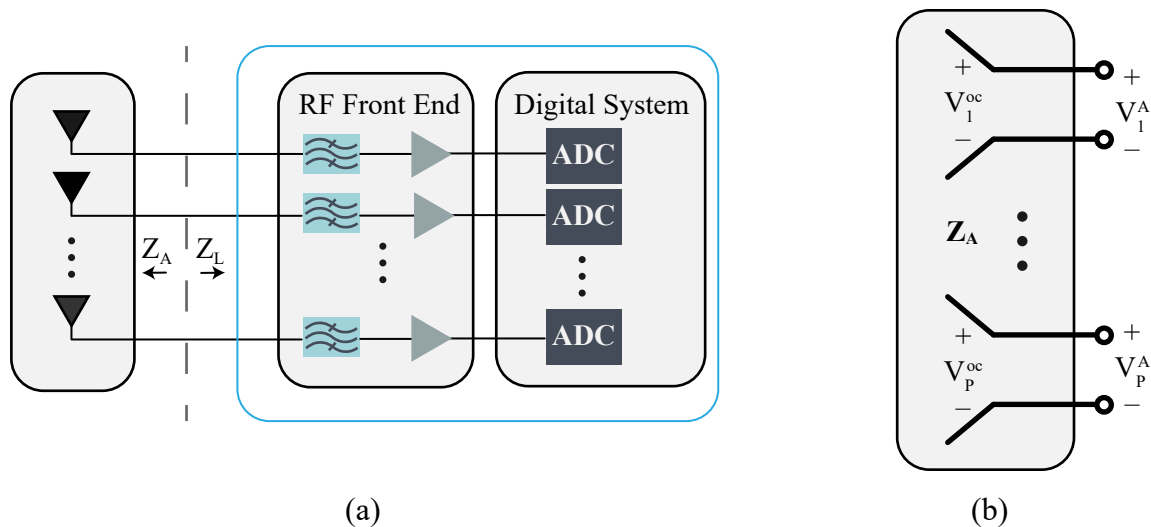 RF Front End
Digital System
ADC
ADC
Z_A Z_L
ADC
(a)
+
V_1^oc
−
+
V_1^A
−
Z_A
+
V_P^oc
−
+
V_P^A
−
(b)